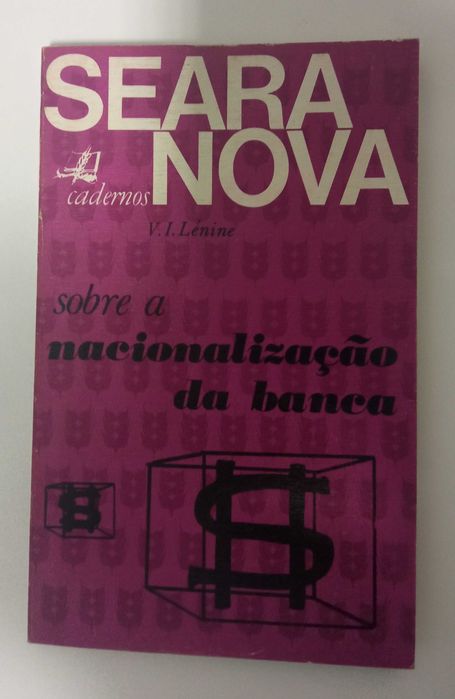 SEARA
NOVA
cadernos
V. I. Lénine
sobre a
nacionalização
da banca
$